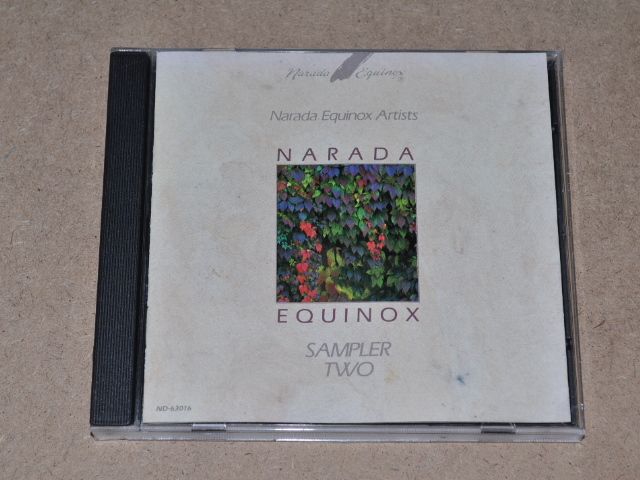 Narada Equinox®
Narada Equinox Artists
NARADA
EQUINOX
SAMPLER
TWO
ND-63016